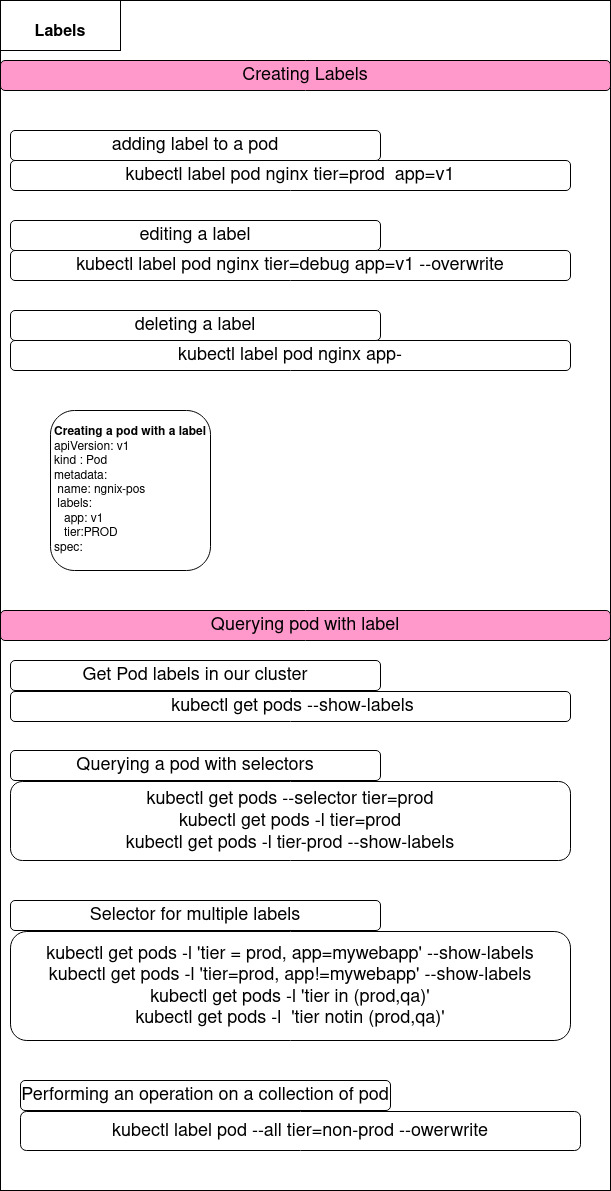 Labels
Creating Labels
adding label to a pod
kubectl label pod nginx tier=prod  app=v1
editing a label
kubectl label pod nginx tier=debug app=v1 --overwrite
deleting a label
kubectl label pod nginx app-
Creating a pod with a label
apiVersion: v1
kind : Pod
metadata:
 name: ngnix-pos
 labels:
   app: v1
   tier:PROD
spec:
Querying pod with label
Get Pod labels in our cluster
kubectl get pods --show-labels
Querying a pod with selectors
kubectl get pods --selector tier=prod
kubectl get pods -l tier=prod
kubectl get pods -l tier-prod --show-labels
Selector for multiple labels
kubectl get pods -l 'tier = prod, app=mywebapp' --show-labels
kubectl get pods -l 'tier=prod, app!=mywebapp' --show-labels
kubectl get pods -l 'tier in (prod,qa)'
kubectl get pods -l  'tier notin (prod,qa)'
Performing an operation on a collection of pod
kubectl label pod --all tier=non-prod --owerwrite